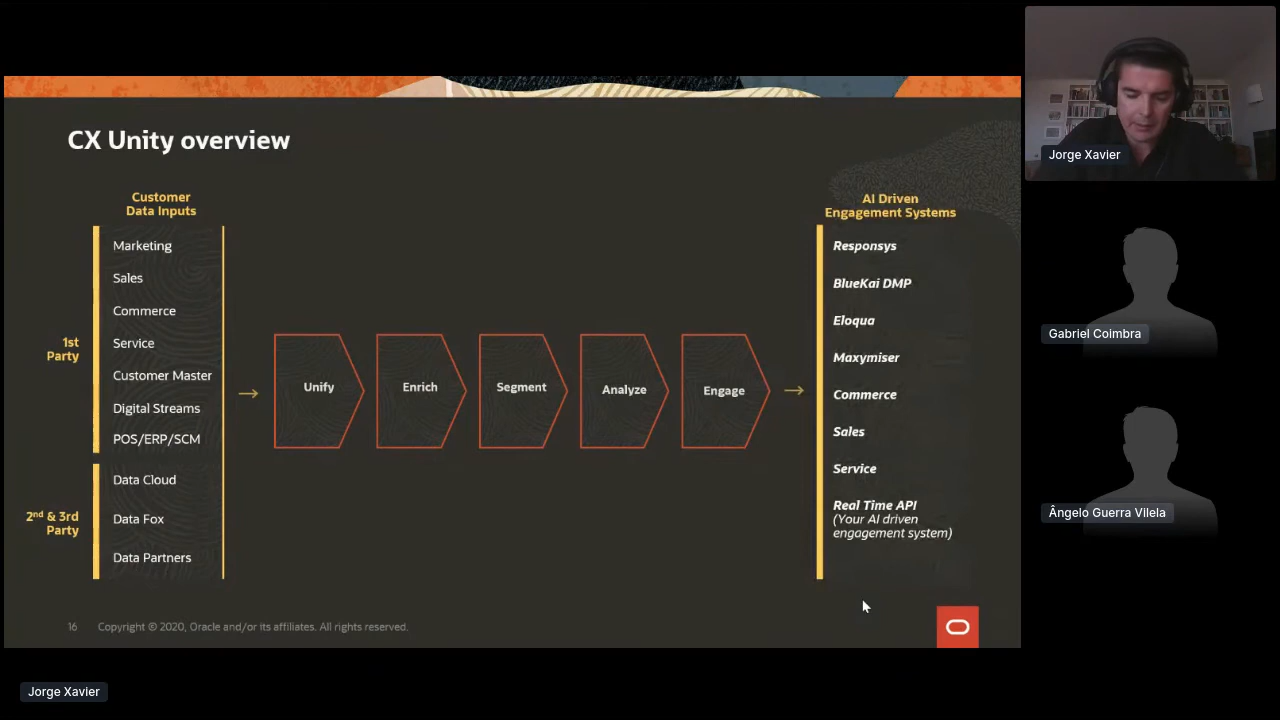 CX Unity overview
Customer
Data Inputs
1st
Party
Marketing
Sales
Commerce
Service
Customer Master
Digital Streams
POS/ERP/SCM
2nd & 3rd
Party
Data Cloud
Data Fox
Data Partners
Unify
Enrich
Segment
Analyze
Engage
AI Driven
Engagement Systems
Responsys
BlueKai DMP
Eloqua
Maxymiser
Commerce
Sales
Service
Real Time API
(Your AI driven
engagement system)
16 Copyright © 2020, Oracle and/or its affiliates. All rights reserved.
Jorge Xavier
Gabriel Coimbra
Ângelo Guerra Vilela
Jorge Xavier